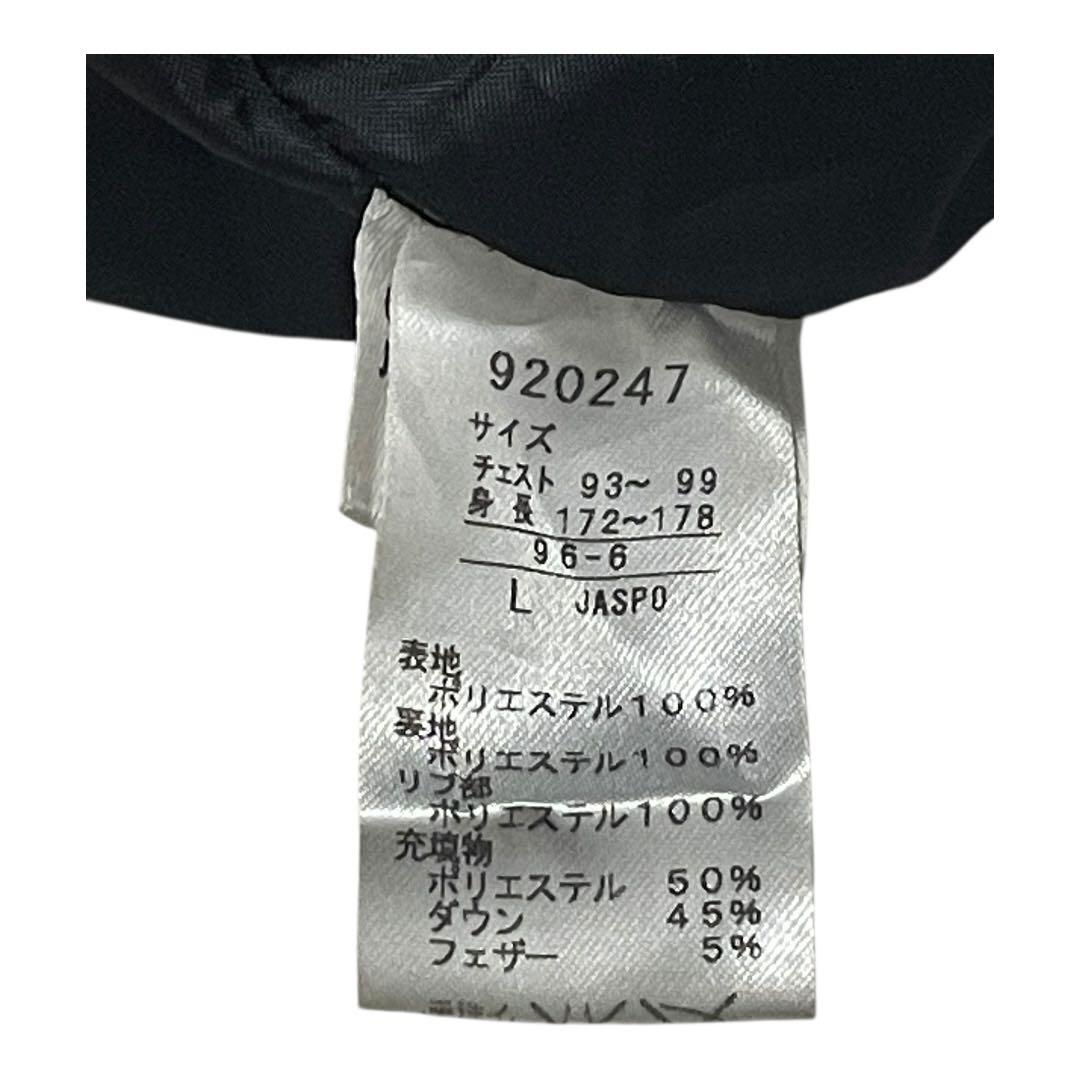 920247
サイズ
チェスト 93～ 99
身長 172～178
96-6
L JASPO
表地
ポリエステル100%
裏地
ポリエステル100%
リブ部
ポリエステル100%
充填物
ポリエステル 50%
ダウン 45%
フェザー 5%